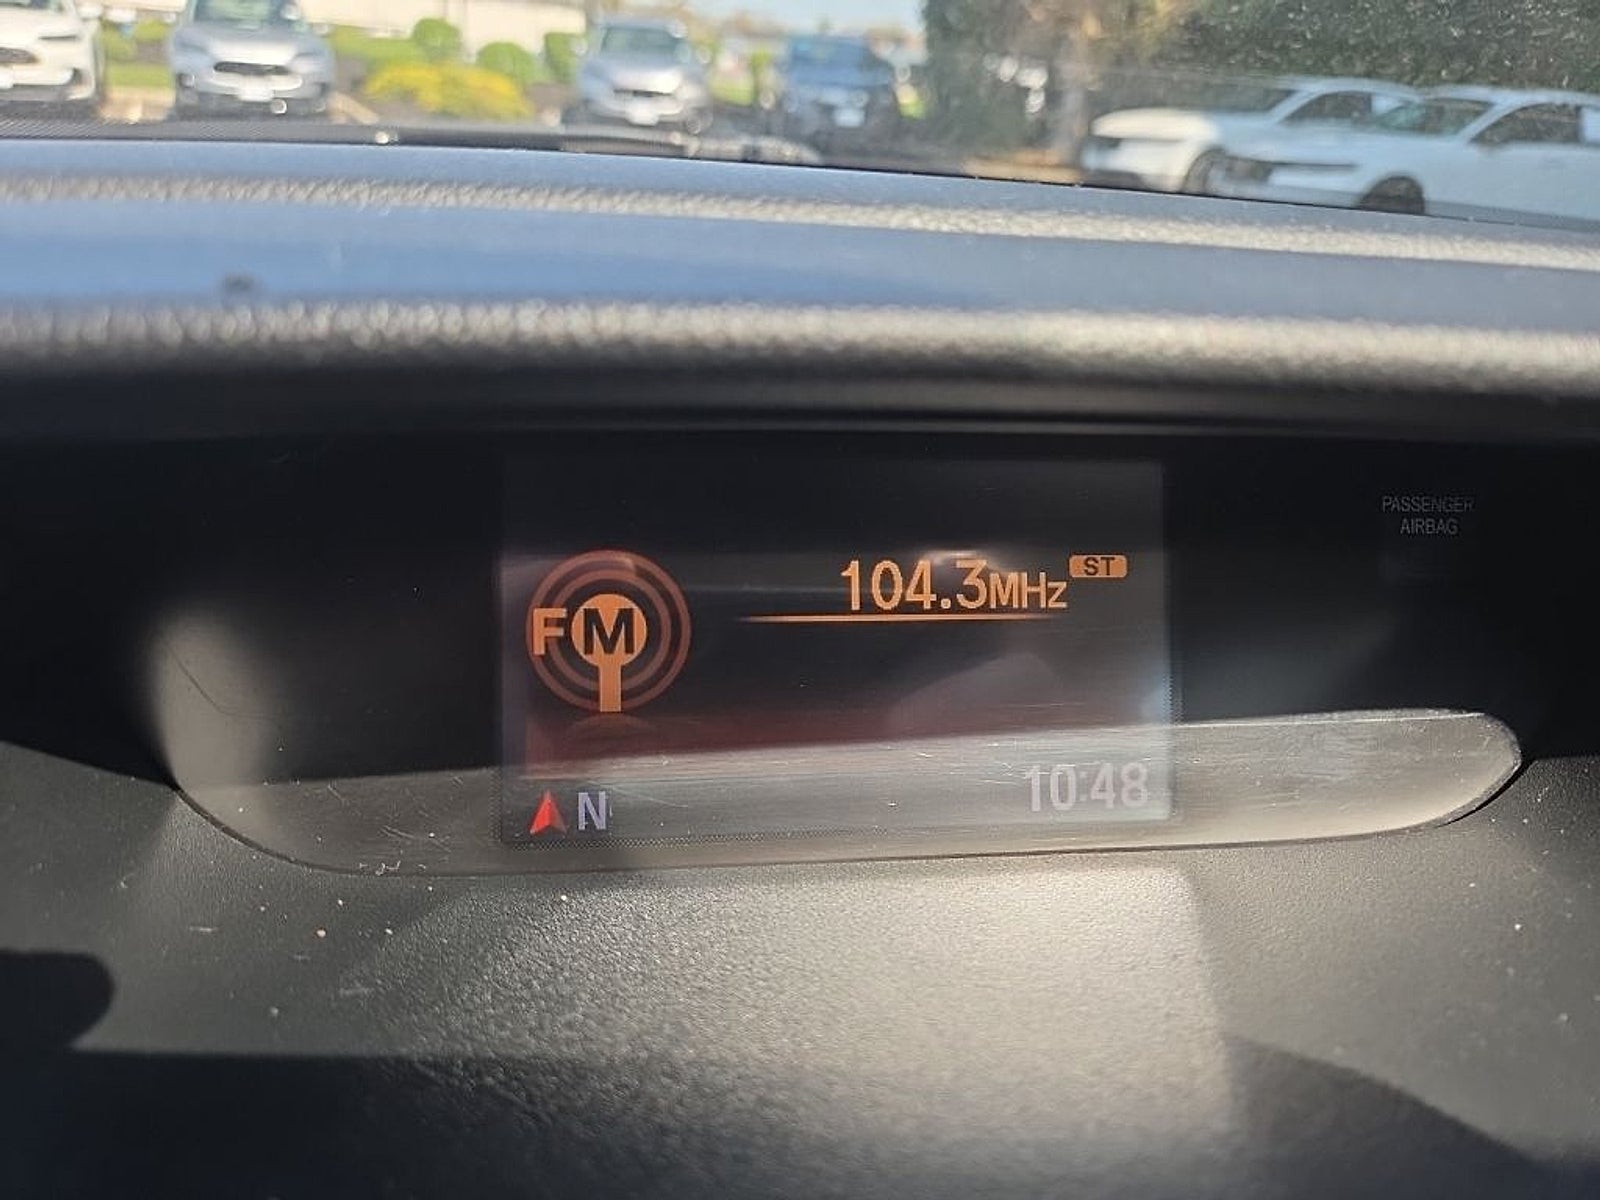 104.3MHz ST
FM
N
10:48
PASSENGER
AIRBAG